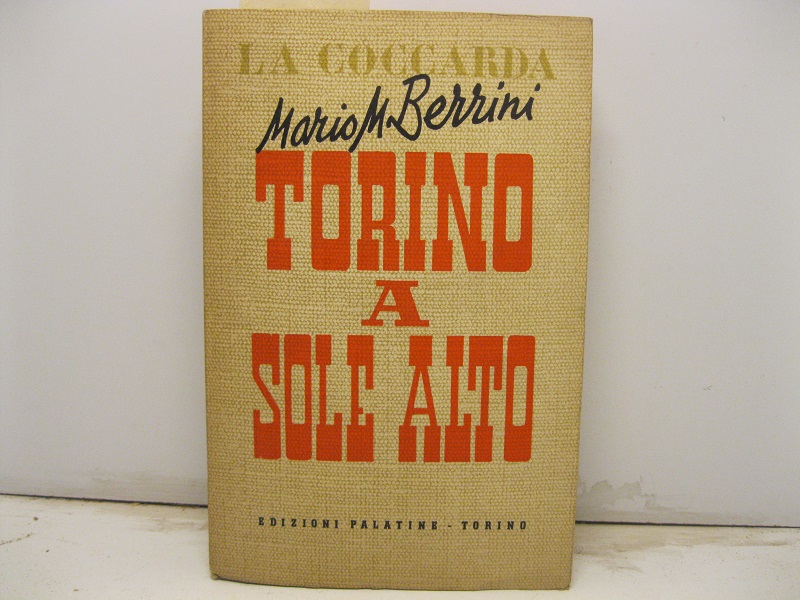 LA COCCARDA
Mario M Berrini
TORINO
A
SOLE ALTO
EDIZIONI PALATINE - TORINO